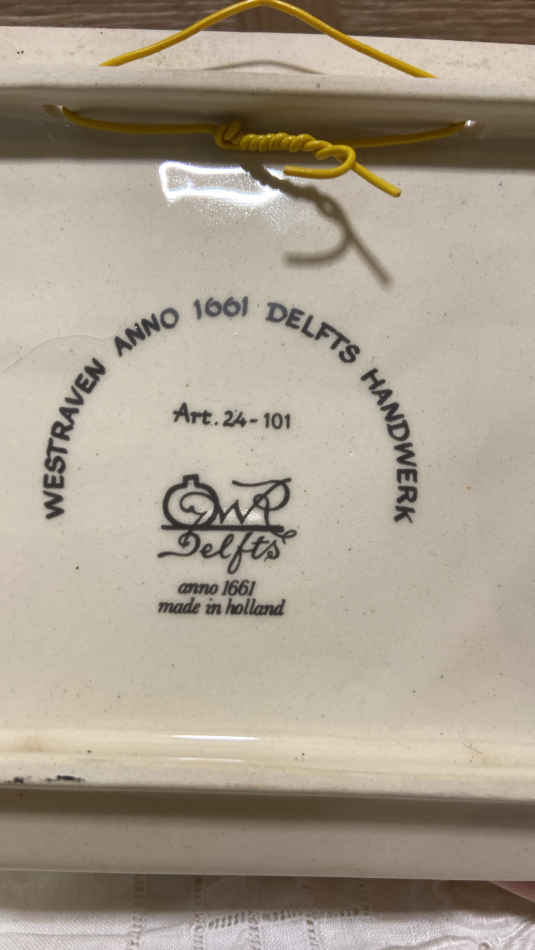 WESTRAVEN ANNO 1661 DELFTS HANDWERK
Art. 24-101
Delfts
anno 1661
made in holland